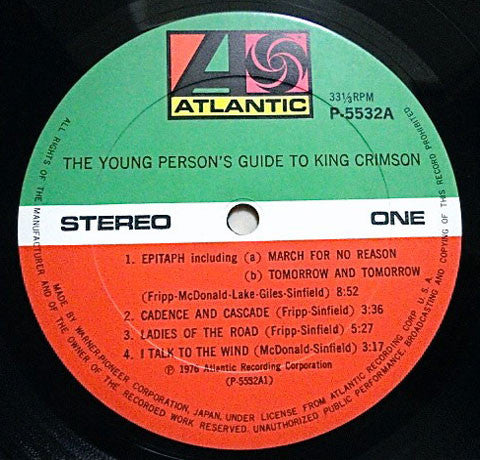 ATLANTIC
33⅓RPM
P-5532A
THE YOUNG PERSON'S GUIDE TO KING CRIMSON
STEREO
ONE
1. EPITAPH including (a) MARCH FOR NO REASON
(b) TOMORROW AND TOMORROW
(Fripp-McDonald-Lake-Giles-Sinfield) 8:52
2. CADENCE AND CASCADE (Fripp-Sinfield) 3:36
3. LADIES OF THE ROAD (Fripp-Sinfield) 5:27
4. I TALK TO THE WIND (McDonald-Sinfield) 3:17
Ⓟ 1976 Atlantic Recording Corporation
(P-5532A1)
MADE BY WARNER-PIONEER CORPORATION, JAPAN, UNDER LICENSE FROM ATLANTIC RECORDING CORP. U.S.A.
ALL RIGHTS OF THE MANUFACTURER AND OF THE OWNER OF THE RECORDED WORK RESERVED. UNAUTHORIZED PUBLIC PERFORMANCE, BROADCASTING AND COPYING OF THIS RECORD PROHIBITED